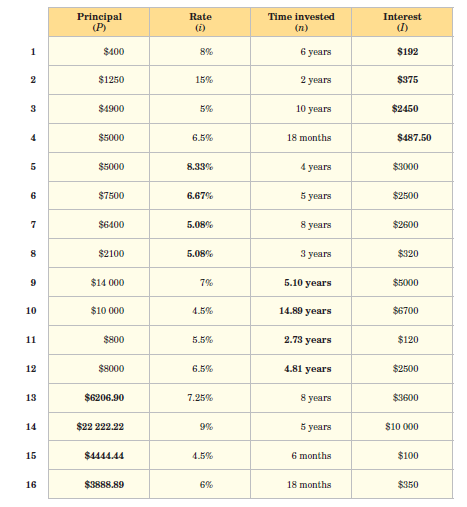 Principal Rate Time invested Interest
(P) (i) (n) (I)
1 $400 8% 6 years $192
2 $1250 15% 2 years $375
3 $4900 5% 10 years $2450
4 $5000 6.5% 18 months $487.50
5 $5000 8.33% 4 years $3000
6 $7500 6.67% 5 years $2500
7 $6400 5.08% 8 years $2600
8 $2100 5.08% 3 years $320
9 $14 000 7% 5.10 years $5000
10 $10 000 4.5% 14.89 years $6700
11 $800 5.5% 2.73 years $120
12 $8000 6.5% 4.81 years $2500
13 $6206.90 7.25% 8 years $3600
14 $22 222.22 9% 5 years $10 000
15 $4444.44 4.5% 6 months $100
16 $3888.89 6% 18 months $350